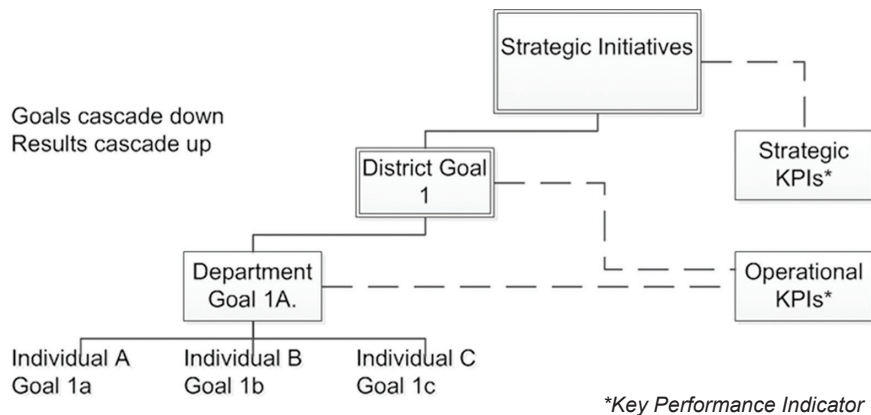 Strategic Initiatives
Goals cascade down
Results cascade up
Strategic
KPIs*
District Goal
1
Department
Goal 1A.
Operational
KPIs*
Individual A
Goal 1a
Individual B
Goal 1b
Individual C
Goal 1c
*Key Performance Indicator